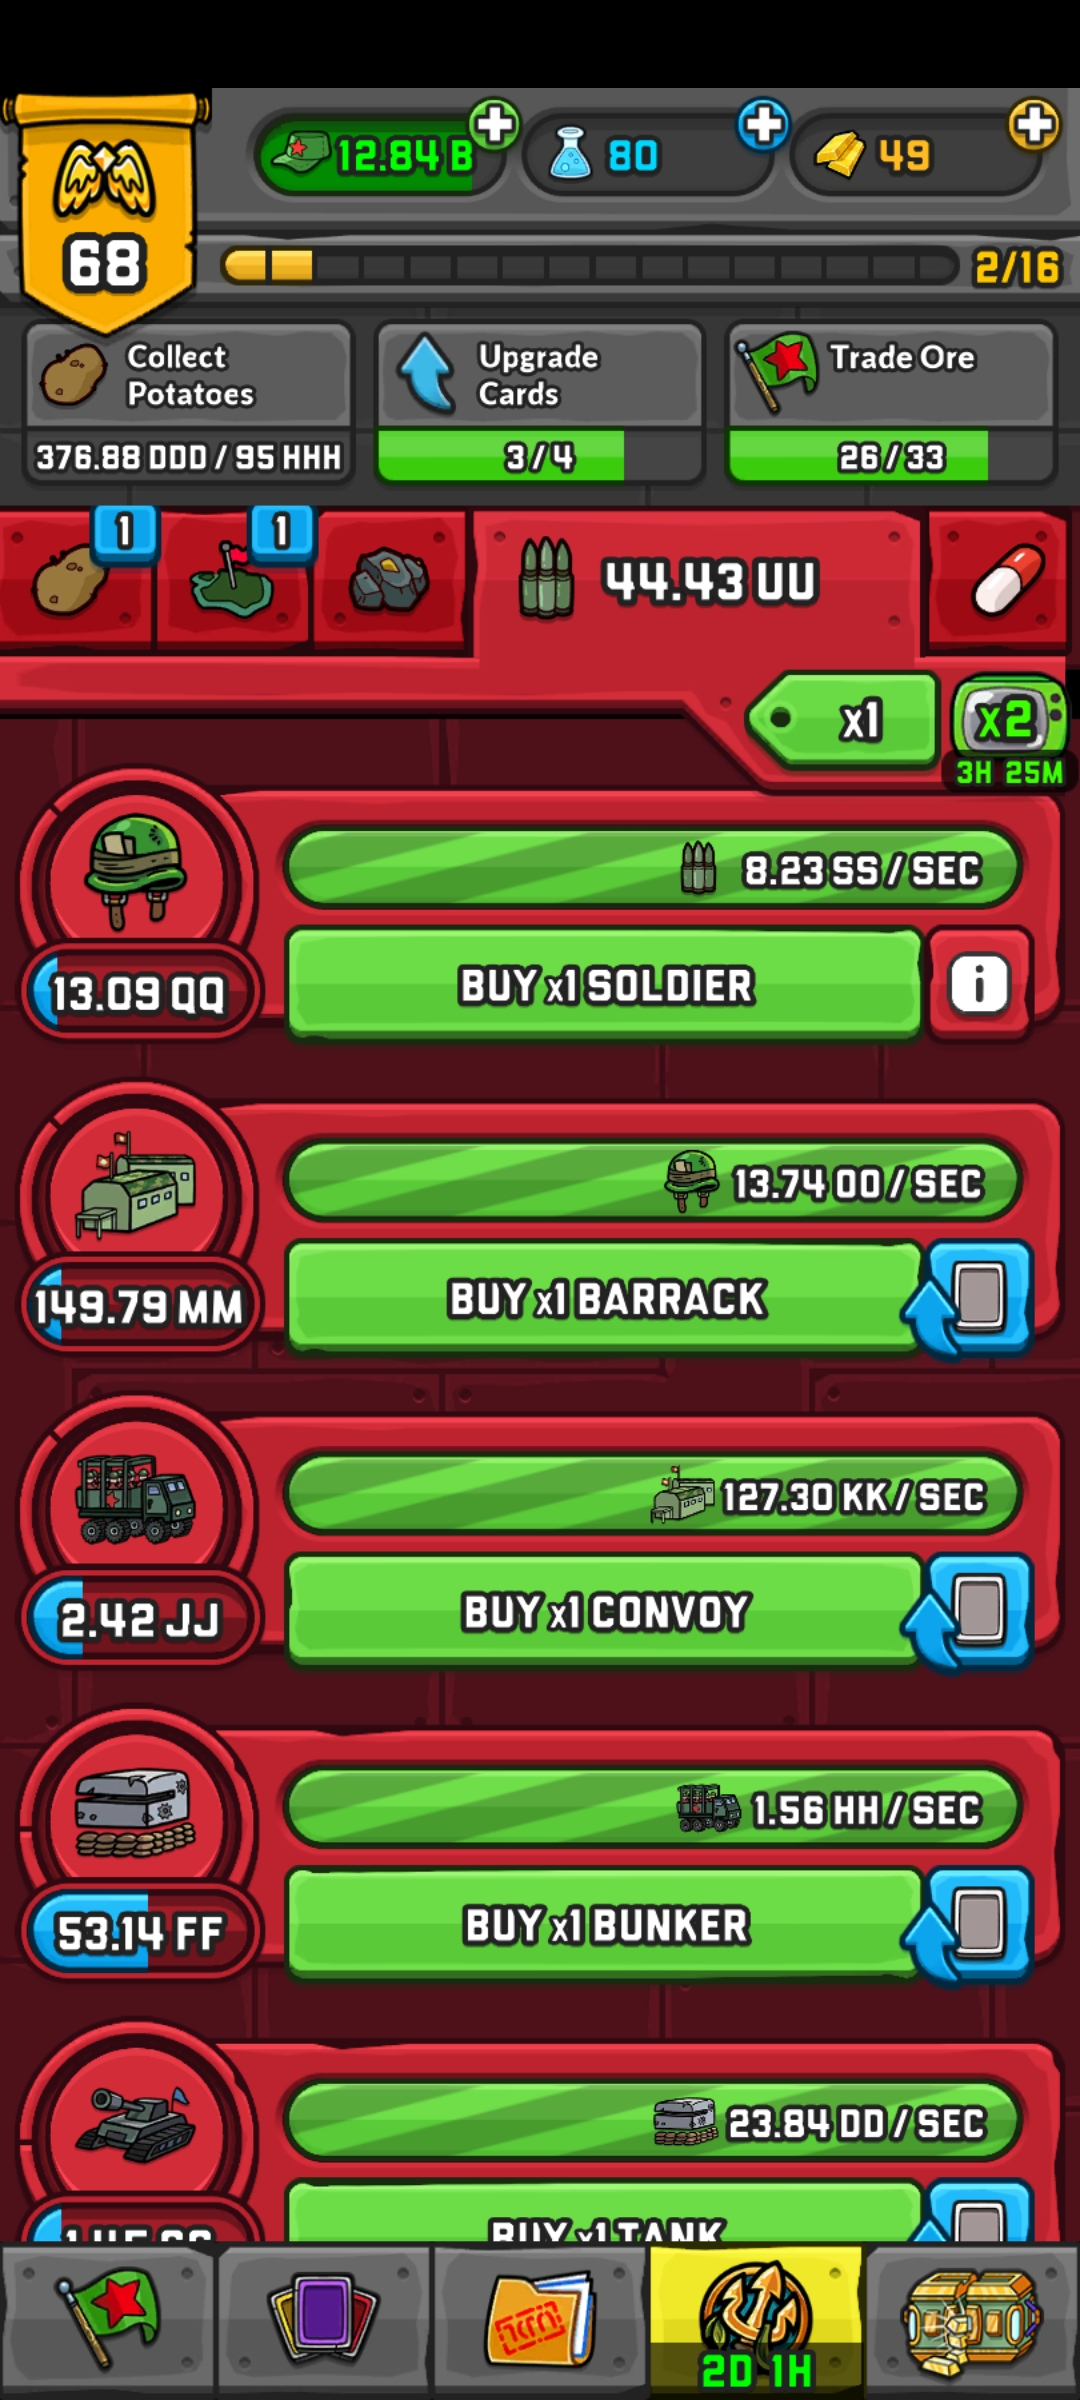 12.84 B
80
49
68
2/16
Collect
Potatoes
376.88 DDD / 95 HHH
Upgrade
Cards
3/4
Trade Ore
26/33
1
1
44.43 UU
x1
x2
3H 25M
8.23 SS / SEC
13.09 QQ
BUY x1 SOLDIER
i
13.74 OO / SEC
149.79 MM
BUY x1 BARRACK
127.30 KK / SEC
2.42 JJ
BUY x1 CONVOY
1.56 HH / SEC
53.14 FF
BUY x1 BUNKER
23.84 DD / SEC
BUY x1 TANK
2D 1H